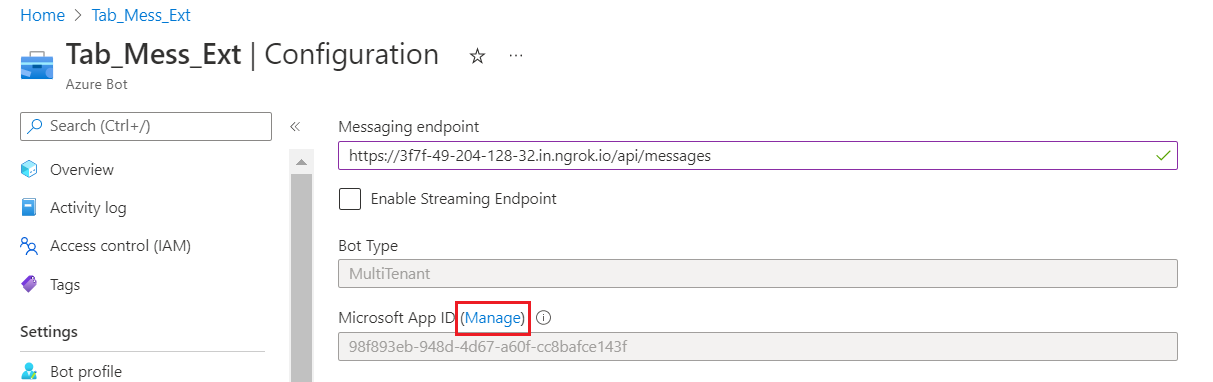 Home > Tab_Mess_Ext
Tab_Mess_Ext | Configuration ☆ ...
Azure Bot
Search (Ctrl+/) «
Overview
Activity log
Access control (IAM)
Tags
Settings
Bot profile
Messaging endpoint
https://3f7f-49-204-128-32.in.ngrok.io/api/messages
Enable Streaming Endpoint
Bot Type
MultiTenant
Microsoft App ID (Manage)
98f893eb-948d-4d67-a60f-cc8bafce143f